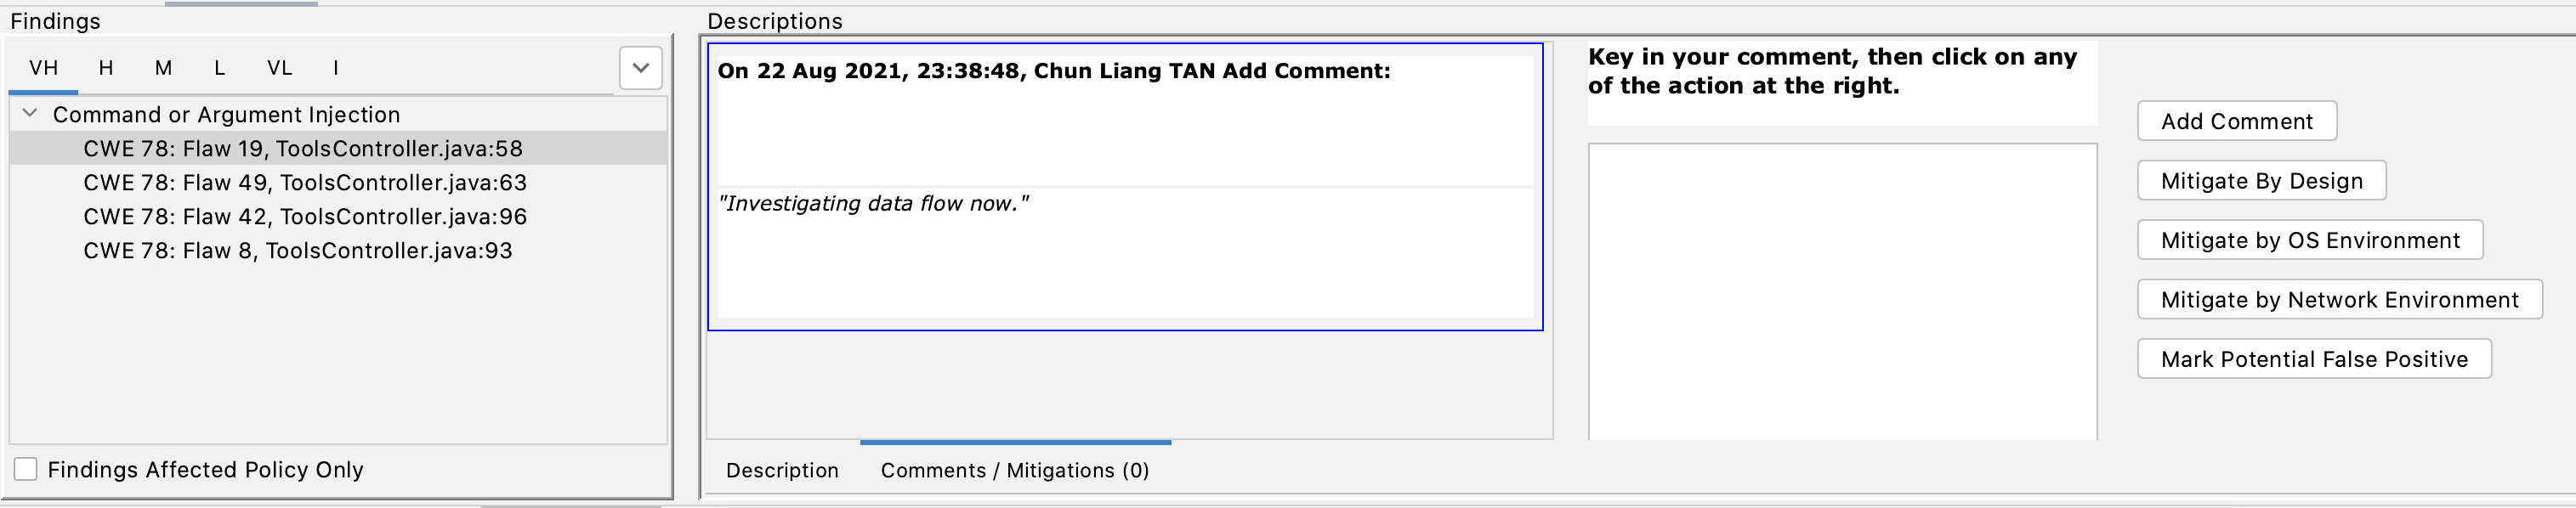 Findings
VH H M L VL I
Command or Argument Injection
CWE 78: Flaw 19, ToolsController.java:58
CWE 78: Flaw 49, ToolsController.java:63
CWE 78: Flaw 42, ToolsController.java:96
CWE 78: Flaw 8, ToolsController.java:93
Findings Affected Policy Only
Descriptions
On 22 Aug 2021, 23:38:48, Chun Liang TAN Add Comment:
"Investigating data flow now."
Description Comments / Mitigations (0)
Key in your comment, then click on any
of the action at the right.
Add Comment
Mitigate By Design
Mitigate by OS Environment
Mitigate by Network Environment
Mark Potential False Positive